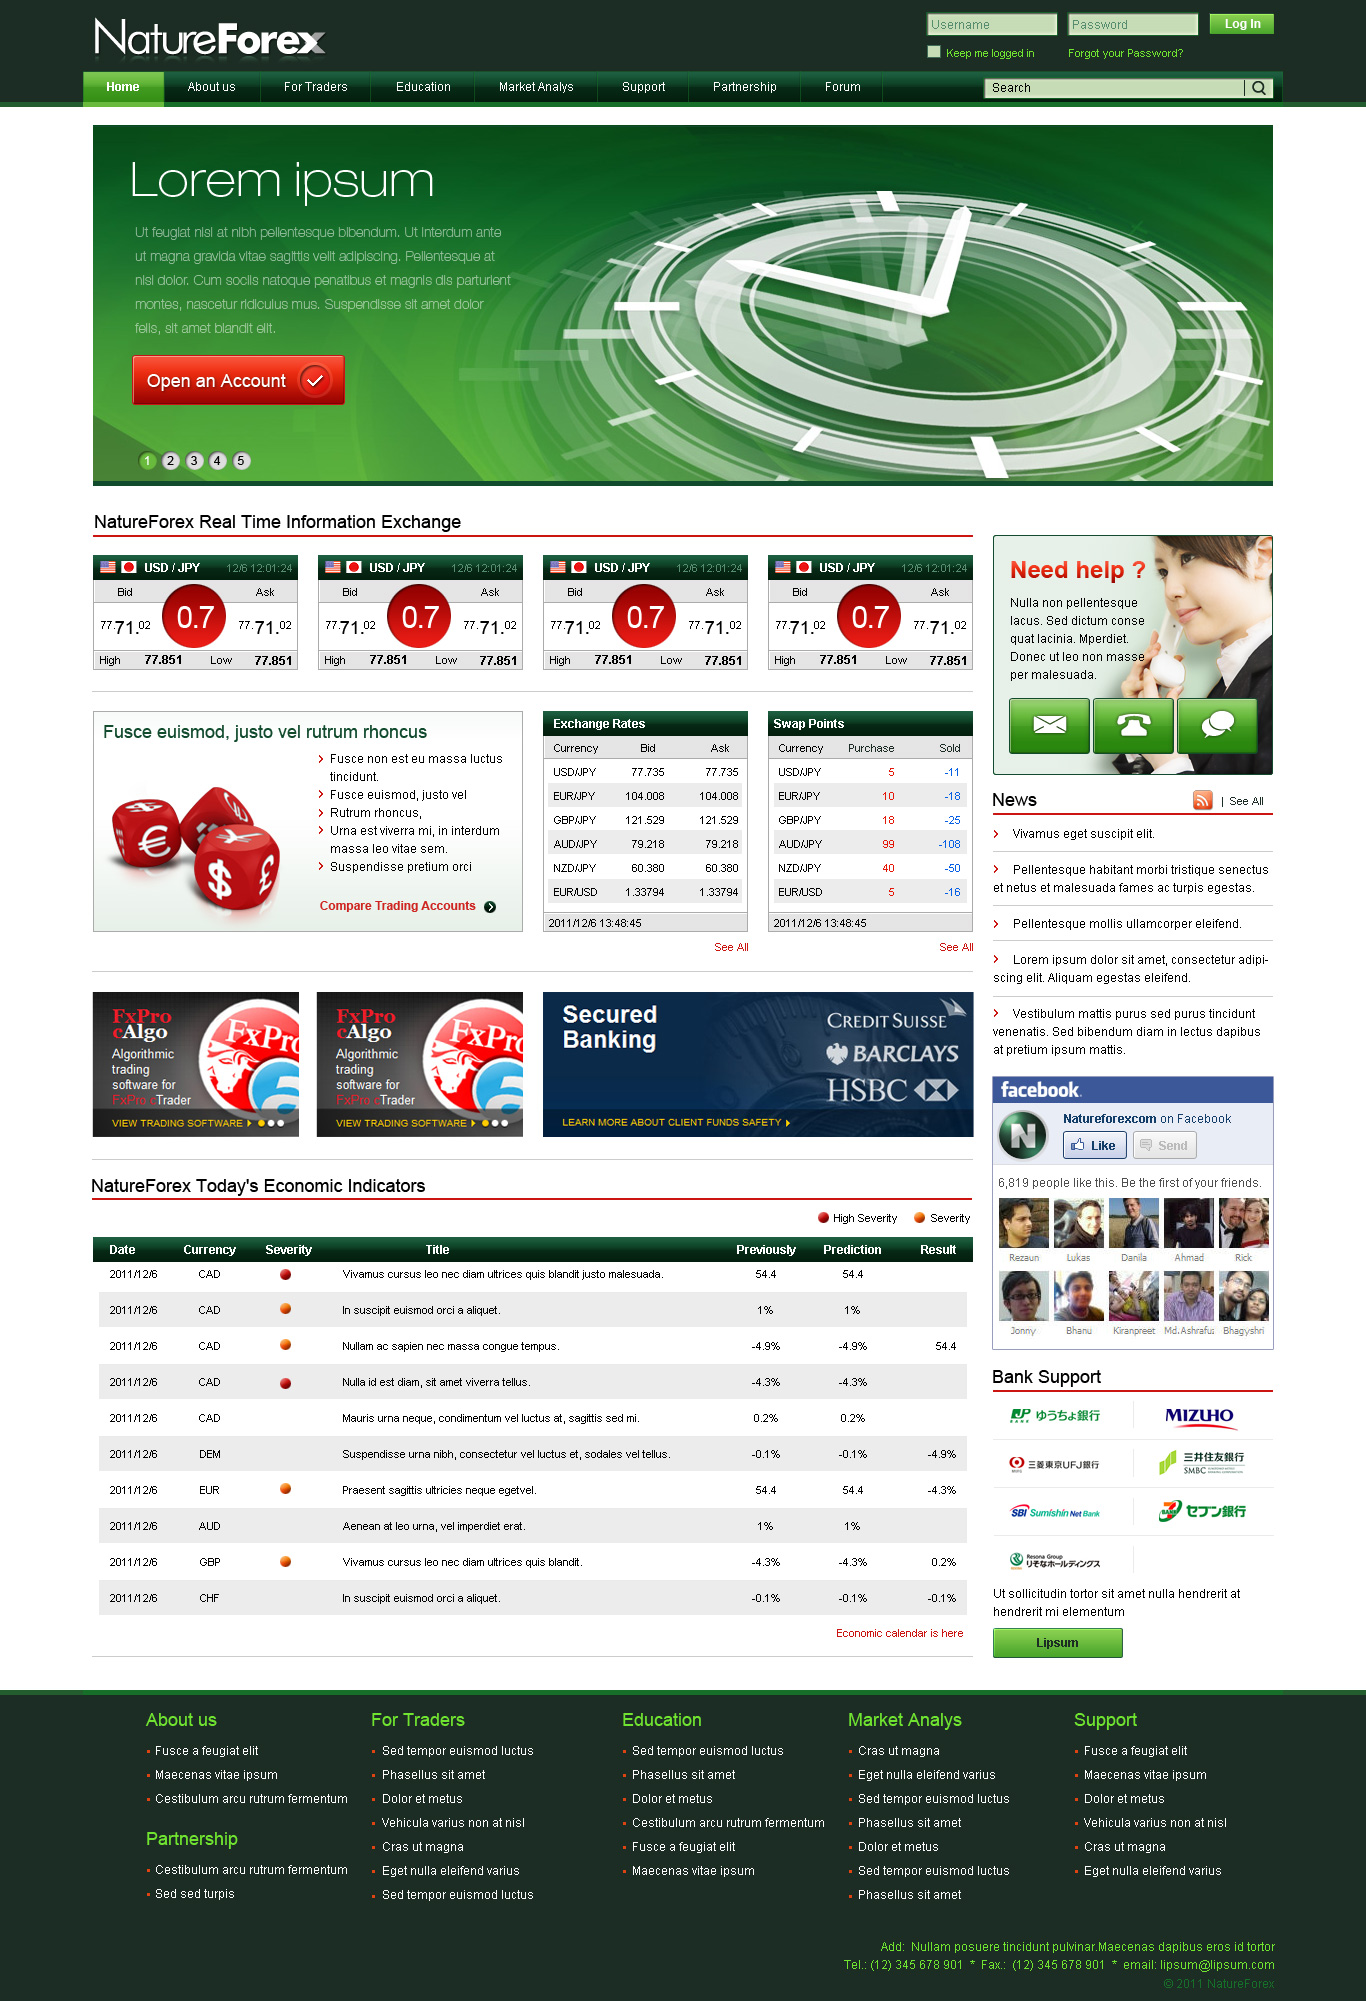 NatureForex
Username
Password
Log In
Keep me logged in
Forgot your Password?
Home
About us
For Traders
Education
Market Analys
Support
Partnership
Forum
Search
Lorem ipsum
Ut feugiat nisl at nibh pellentesque bibendum. Ut interdum ante
ut magna gravida vitae sagittis velit adipiscing. Pellentesque at
nisi dolor. Cum sociis natoque penatibus et magnis dis parturient
montes, nascetur ridiculus mus. Suspendisse sit amet dolor
felis, sit amet blandit elit.
Open an Account
1 2 3 4 5
NatureForex Real Time Information Exchange
USD / JPY 12/6 12:01:24
Bid Ask
77.71.02 0.7 77.71.02
High 77.851 Low 77.851
USD / JPY 12/6 12:01:24
Bid Ask
77.71.02 0.7 77.71.02
High 77.851 Low 77.851
USD / JPY 12/6 12:01:24
Bid Ask
77.71.02 0.7 77.71.02
High 77.851 Low 77.851
USD / JPY 12/6 12:01:24
Bid Ask
77.71.02 0.7 77.71.02
High 77.851 Low 77.851
Need help ?
Nulla non pellentesque
lacus. Sed dictum conse
quat lacinia. Mperdiet.
Donec ut leo non masse
per malesuada.
Fusce euismod, justo vel rutrum rhoncus
Fusce non est eu massa luctus
tincidunt.
Fusce euismod, justo vel
Rutrum rhoncus,
Urna est viverra mi, in interdum
massa leo vitae sem.
Suspendisse pretium orci
Compare Trading Accounts
€ $ £
Exchange Rates
Currency Bid Ask
USD/JPY 77.735 77.735
EUR/JPY 104.008 104.008
GBP/JPY 121.529 121.529
AUD/JPY 79.218 79.218
NZD/JPY 60.380 60.380
EUR/USD 1.33794 1.33794
2011/12/6 13:48:45
See All
Swap Points
Currency Purchase Sold
USD/JPY 5 -11
EUR/JPY 10 -18
GBP/JPY 18 -25
AUD/JPY 99 -108
NZD/JPY 40 -50
EUR/USD 5 -16
2011/12/6 13:48:45
See All
News
| See All
Vivamus eget suscipit elit.
Pellentesque habitant morbi tristique senectus
et netus et malesuada fames ac turpis egestas.
Pellentesque mollis ullamcorper eleifend.
Lorem ipsum dolor sit amet, consectetur adipi-
scing elit. Aliquam egestas eleifend.
Vestibulum mattis purus sed purus tincidunt
venenatis. Sed bibendum diam in lectus dapibus
at pretium ipsum mattis.
FxPro
cAlgo
Algorithmic
trading
software for
FxPro cTrader
VIEW TRADING SOFTWARE
FxPro
FxPro
cAlgo
Algorithmic
trading
software for
FxPro cTrader
VIEW TRADING SOFTWARE
FxPro
Secured
Banking
CREDIT SUISSE
BARCLAYS
HSBC
LEARN MORE ABOUT CLIENT FUNDS SAFETY
facebook
N
Natureforexcom on Facebook
Like
Send
6,819 people like this. Be the first of your friends.
Rezaun Lukas Danila Ahmad Rick
Jonny Bhanu Kiranpreet Md.Ashrafus Bhagyshri
NatureForex Today's Economic Indicators
High Severity Severity
Date Currency Severity Title Previously Prediction Result
2011/12/6 CAD Vivamus cursus leo nec diam ultrices quis blandit justo malesuada. 54.4 54.4
2011/12/6 CAD In suscipit euismod orci a aliquet. 1% 1%
2011/12/6 CAD Nullam ac sapien nec massa congue tempus. -4.9% -4.9% 54.4
2011/12/6 CAD Nulla id est diam, sit amet viverra tellus. -4.3% -4.3%
2011/12/6 CAD Mauris urna neque, condimentum vel luctus at, sagittis sed mi. 0.2% 0.2%
2011/12/6 DEM Suspendisse urna nibh, consectetur vel luctus et, sodales vel tellus. -0.1% -0.1% -4.9%
2011/12/6 EUR Praesent sagittis ultricies neque egetvel. 54.4 54.4 -4.3%
2011/12/6 AUD Aenean at leo urna, vel imperdiet erat. 1% 1%
2011/12/6 GBP Vivamus cursus leo nec diam ultrices quis blandit. -4.3% -4.3% 0.2%
2011/12/6 CHF In suscipit euismod orci a aliquet. -0.1% -0.1% -0.1%
Economic calendar is here
Bank Support
JP ゆうちょ銀行
MIZUHO
三菱東京UFJ銀行
三井住友銀行
SMBC
SBI Sumishin Net Bank
セブン銀行
Resona Group
りそなホールディングス
Ut sollicitudin tortor sit amet nulla hendrerit at
hendrerit mi elementum
Lipsum
About us
Fusce a feugiat elit
Maecenas vitae ipsum
Cestibulum arcu rutrum fermentum
Partnership
Cestibulum arcu rutrum fermentum
Sed sed turpis
For Traders
Sed tempor euismod luctus
Phasellus sit amet
Dolor et metus
Vehicula varius non at nisl
Cras ut magna
Eget nulla eleifend varius
Sed tempor euismod luctus
Education
Sed tempor euismod luctus
Phasellus sit amet
Dolor et metus
Cestibulum arcu rutrum fermentum
Fusce a feugiat elit
Maecenas vitae ipsum
Market Analys
Cras ut magna
Eget nulla eleifend varius
Sed tempor euismod luctus
Phasellus sit amet
Dolor et metus
Sed tempor euismod luctus
Phasellus sit amet
Support
Fusce a feugiat elit
Maecenas vitae ipsum
Dolor et metus
Vehicula varius non at nisl
Cras ut magna
Eget nulla eleifend varius
Add: Nullam posuere tincidunt pulvinar.Maecenas dapibus eros id tortor
Tel.: (12) 345 678 901 * Fax.: (12) 345 678 901 * email: lipsum@lipsum.com
© 2011 NatureForex